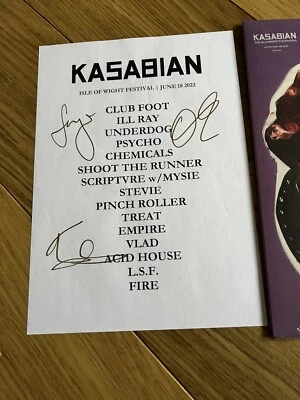 KASABIAN
ISLE OF WIGHT FESTIVAL | JUNE 18 2022
CLUB FOOT
ILL RAY
UNDERDOG
PSYCHO
CHEMICALS
SHOOT THE RUNNER
SCRIPTVRE w/MYSIE
STEVIE
PINCH ROLLER
TREAT
EMPIRE
VLAD
ACID HOUSE
L.S.F.
FIRE
KASABIAN